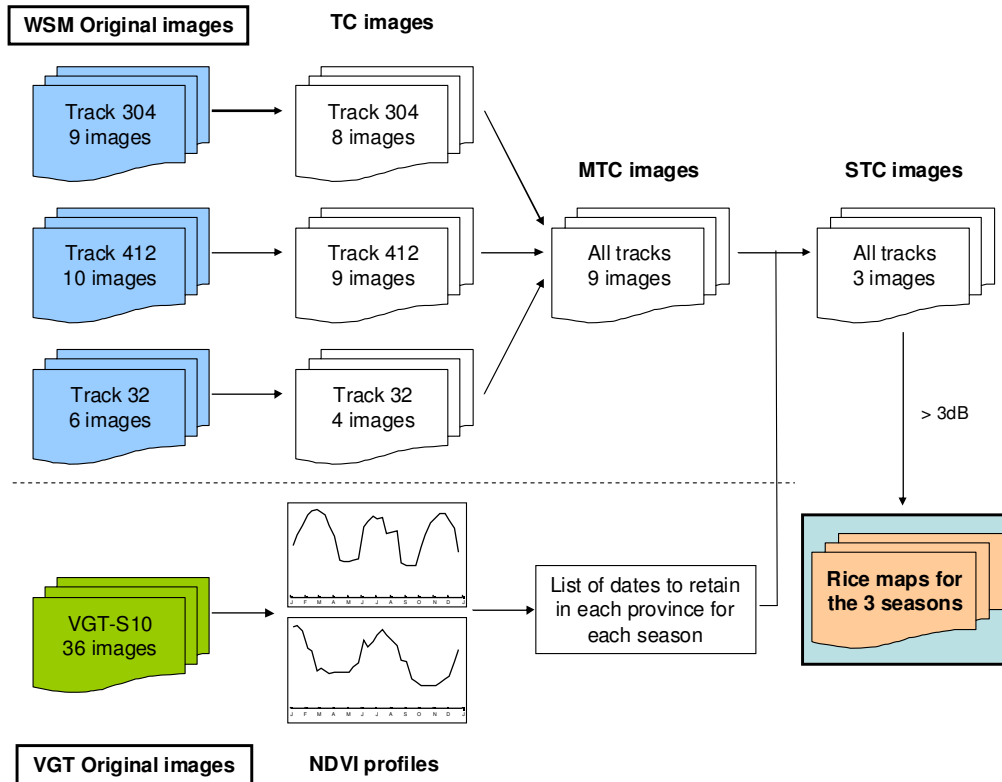 WSM Original images
TC images
Track 304
9 images
Track 304
8 images
MTC images
STC images
Track 412
10 images
Track 412
9 images
All tracks
9 images
All tracks
3 images
Track 32
6 images
Track 32
4 images
> 3dB
J F M A M J J A S O N D J
VGT-S10
36 images
List of dates to retain
in each province for
each season
Rice maps for
the 3 seasons
J F M A M J J A S O N D J
VGT Original images
NDVI profiles